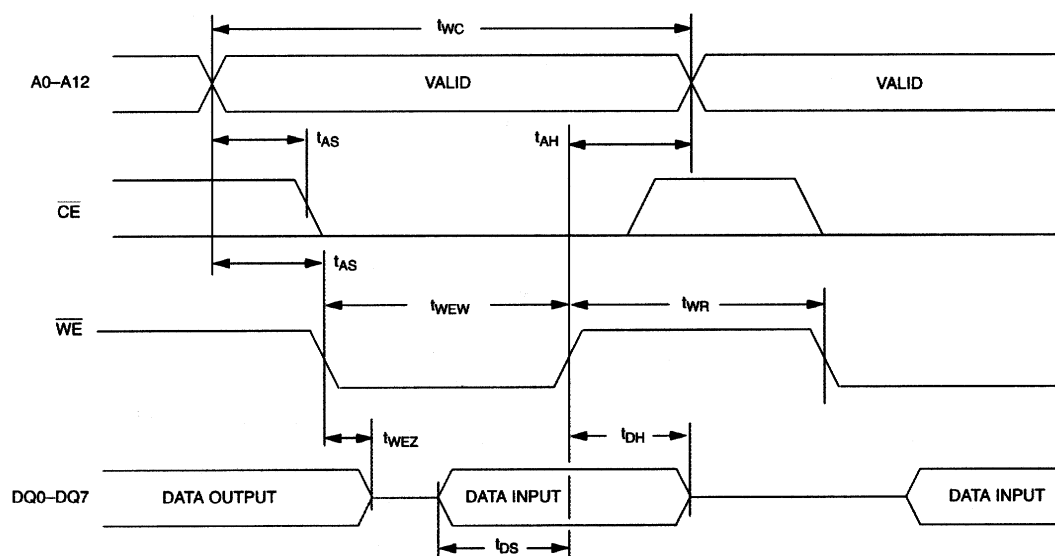 tWC
A0–A12 VALID VALID
tAS tAH
CE
tAS
tWEW tWR
WE
tWEZ tDH
DQ0–DQ7 DATA OUTPUT DATA INPUT DATA INPUT
tDS